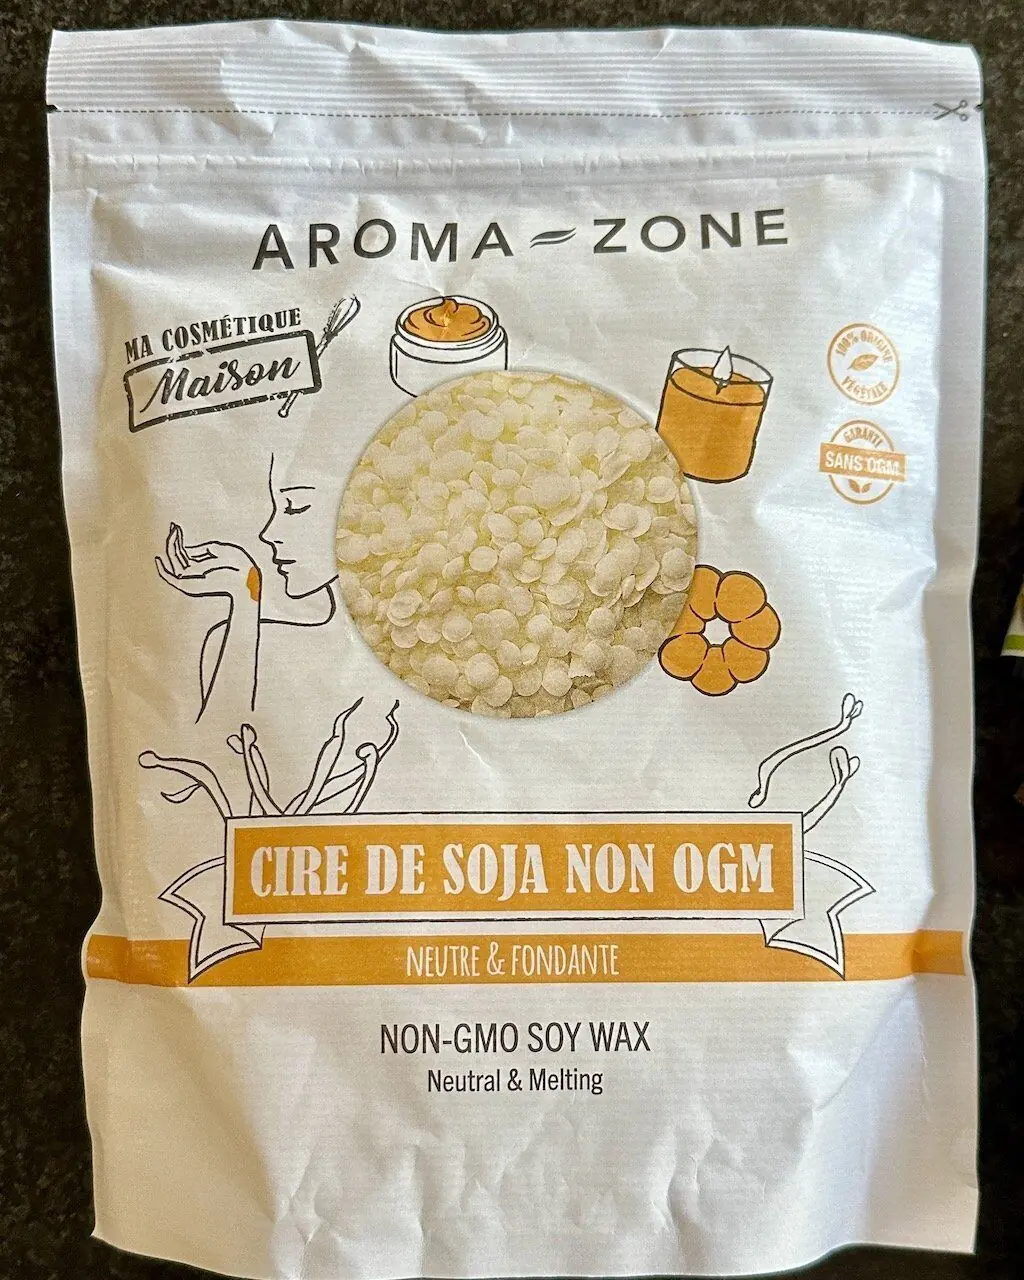 AROMA-ZONE
MA COSMÉTIQUE
Maison
100% ORIGINE
VÉGÉTALE
GARANTI
SANS OGM
CIRE DE SOJA NON OGM
NEUTRE & FONDANTE
NON-GMO SOY WAX
Neutral & Melting